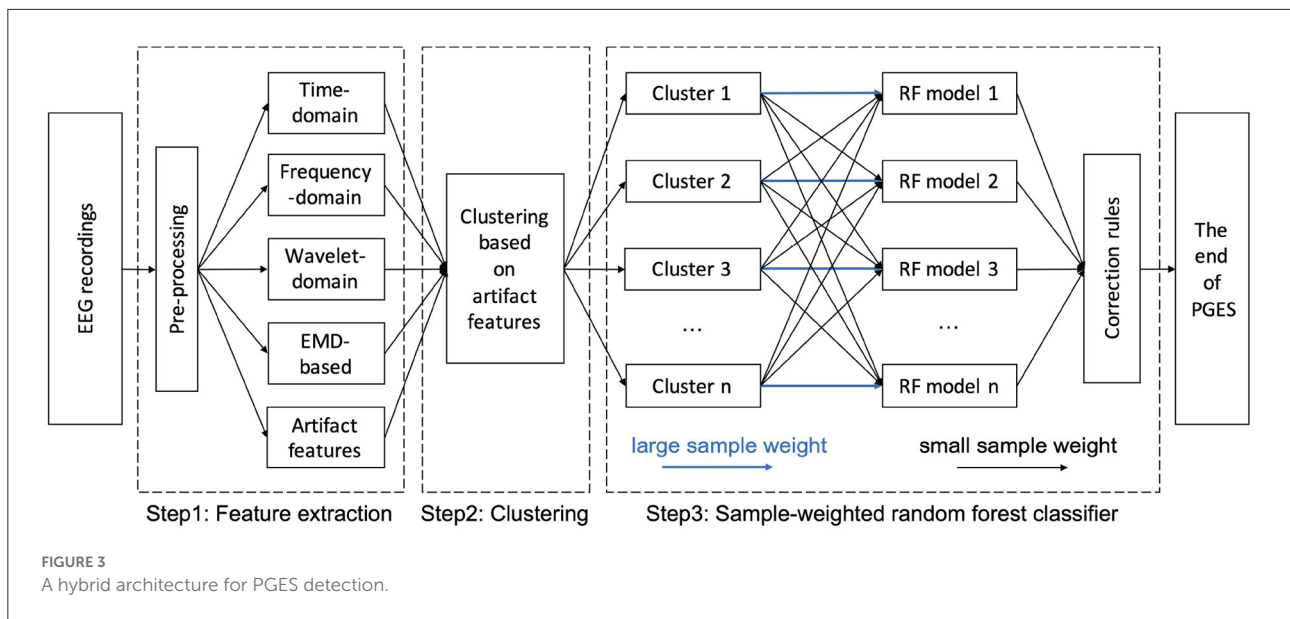 EEG recordings
Pre-processing
Time-
domain
Frequency
-domain
Wavelet-
domain
EMD-
based
Artifact
features
Clustering
based
on
artifact
features
Cluster 1
Cluster 2
Cluster 3
...
Cluster n
RF model 1
RF model 2
RF model 3
...
RF model n
large sample weight
small sample weight
Correction rules
The
end
of
PGES
Step1: Feature extraction
Step2: Clustering
Step3: Sample-weighted random forest classifier
FIGURE 3
A hybrid architecture for PGES detection.